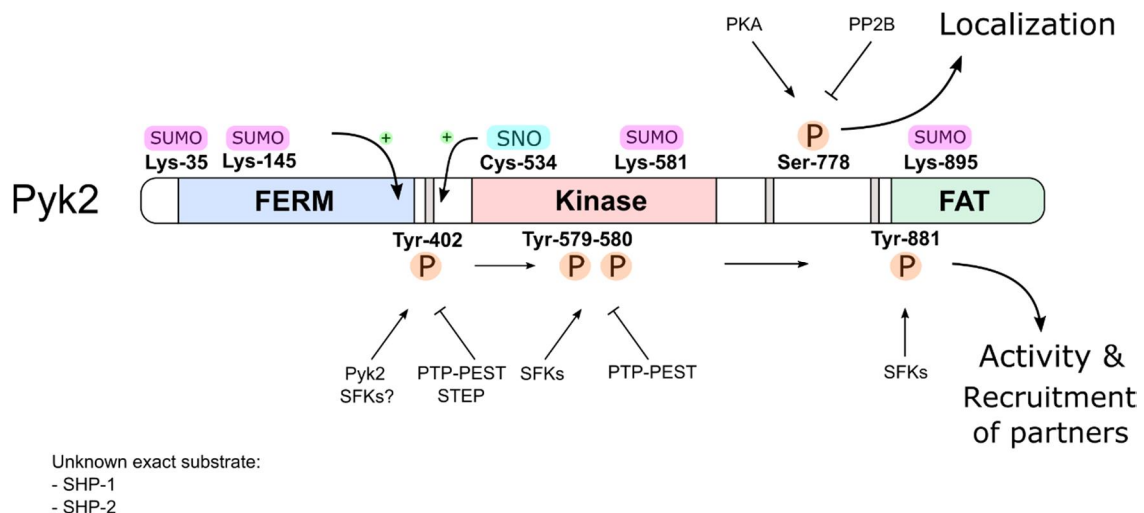 PKA PP2B Localization
SUMO SUMO + + SNO SUMO P SUMO
Lys-35 Lys-145 Cys-534 Lys-581 Ser-778 Lys-895
Pyk2 FERM Kinase FAT
Tyr-402 Tyr-579-580 Tyr-881
P P P P
Pyk2 PTP-PEST SFKs PTP-PEST SFKs
SFKs? STEP
Activity &
Recruitment
of partners
Unknown exact substrate:
- SHP-1
- SHP-2